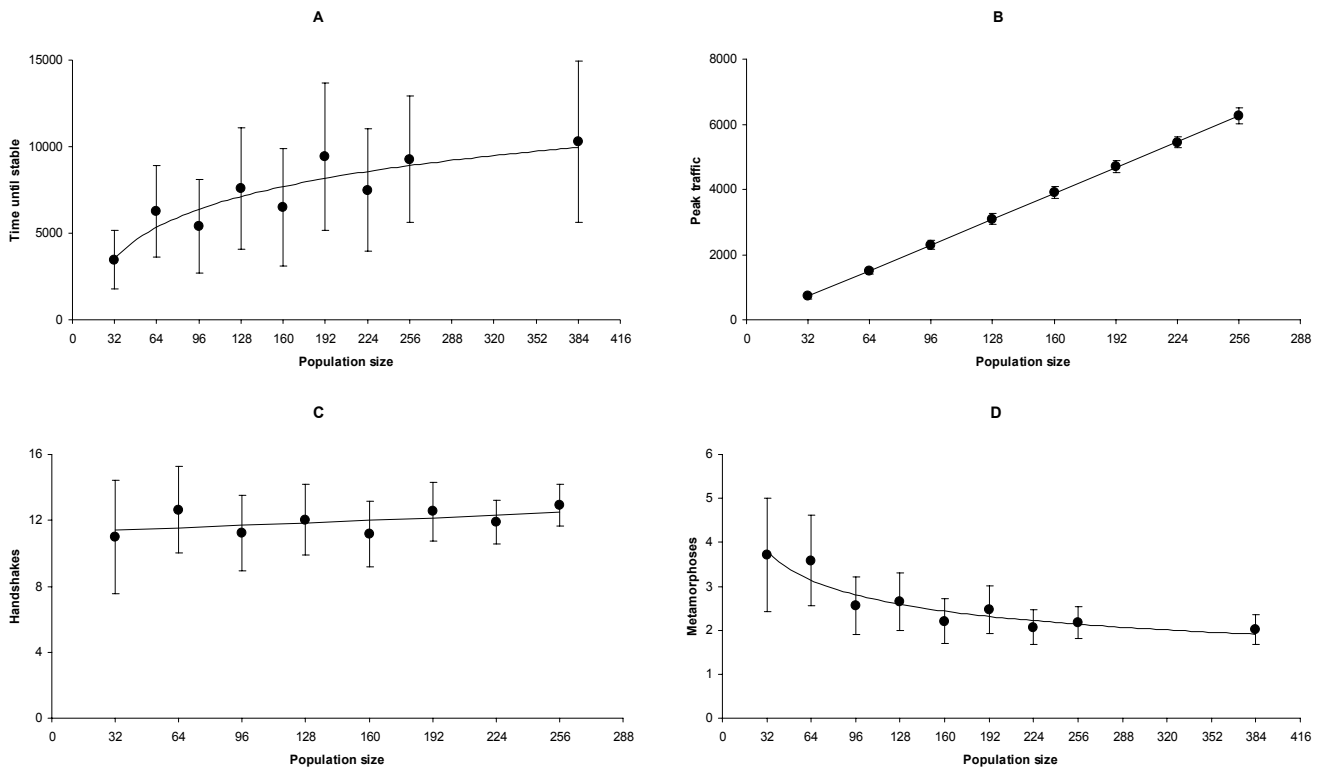 A
15000
10000
5000
0
Time until stable
0 32 64 96 128 160 192 224 256 288 320 352 384 416
Population size
B
8000
6000
4000
2000
0
Peak traffic
0 32 64 96 128 160 192 224 256 288
Population size
C
16
12
8
4
0
Handshakes
0 32 64 96 128 160 192 224 256 288
Population size
D
6
5
4
3
2
1
0
Metamorphoses
0 32 64 96 128 160 192 224 256 288 320 352 384 416
Population size